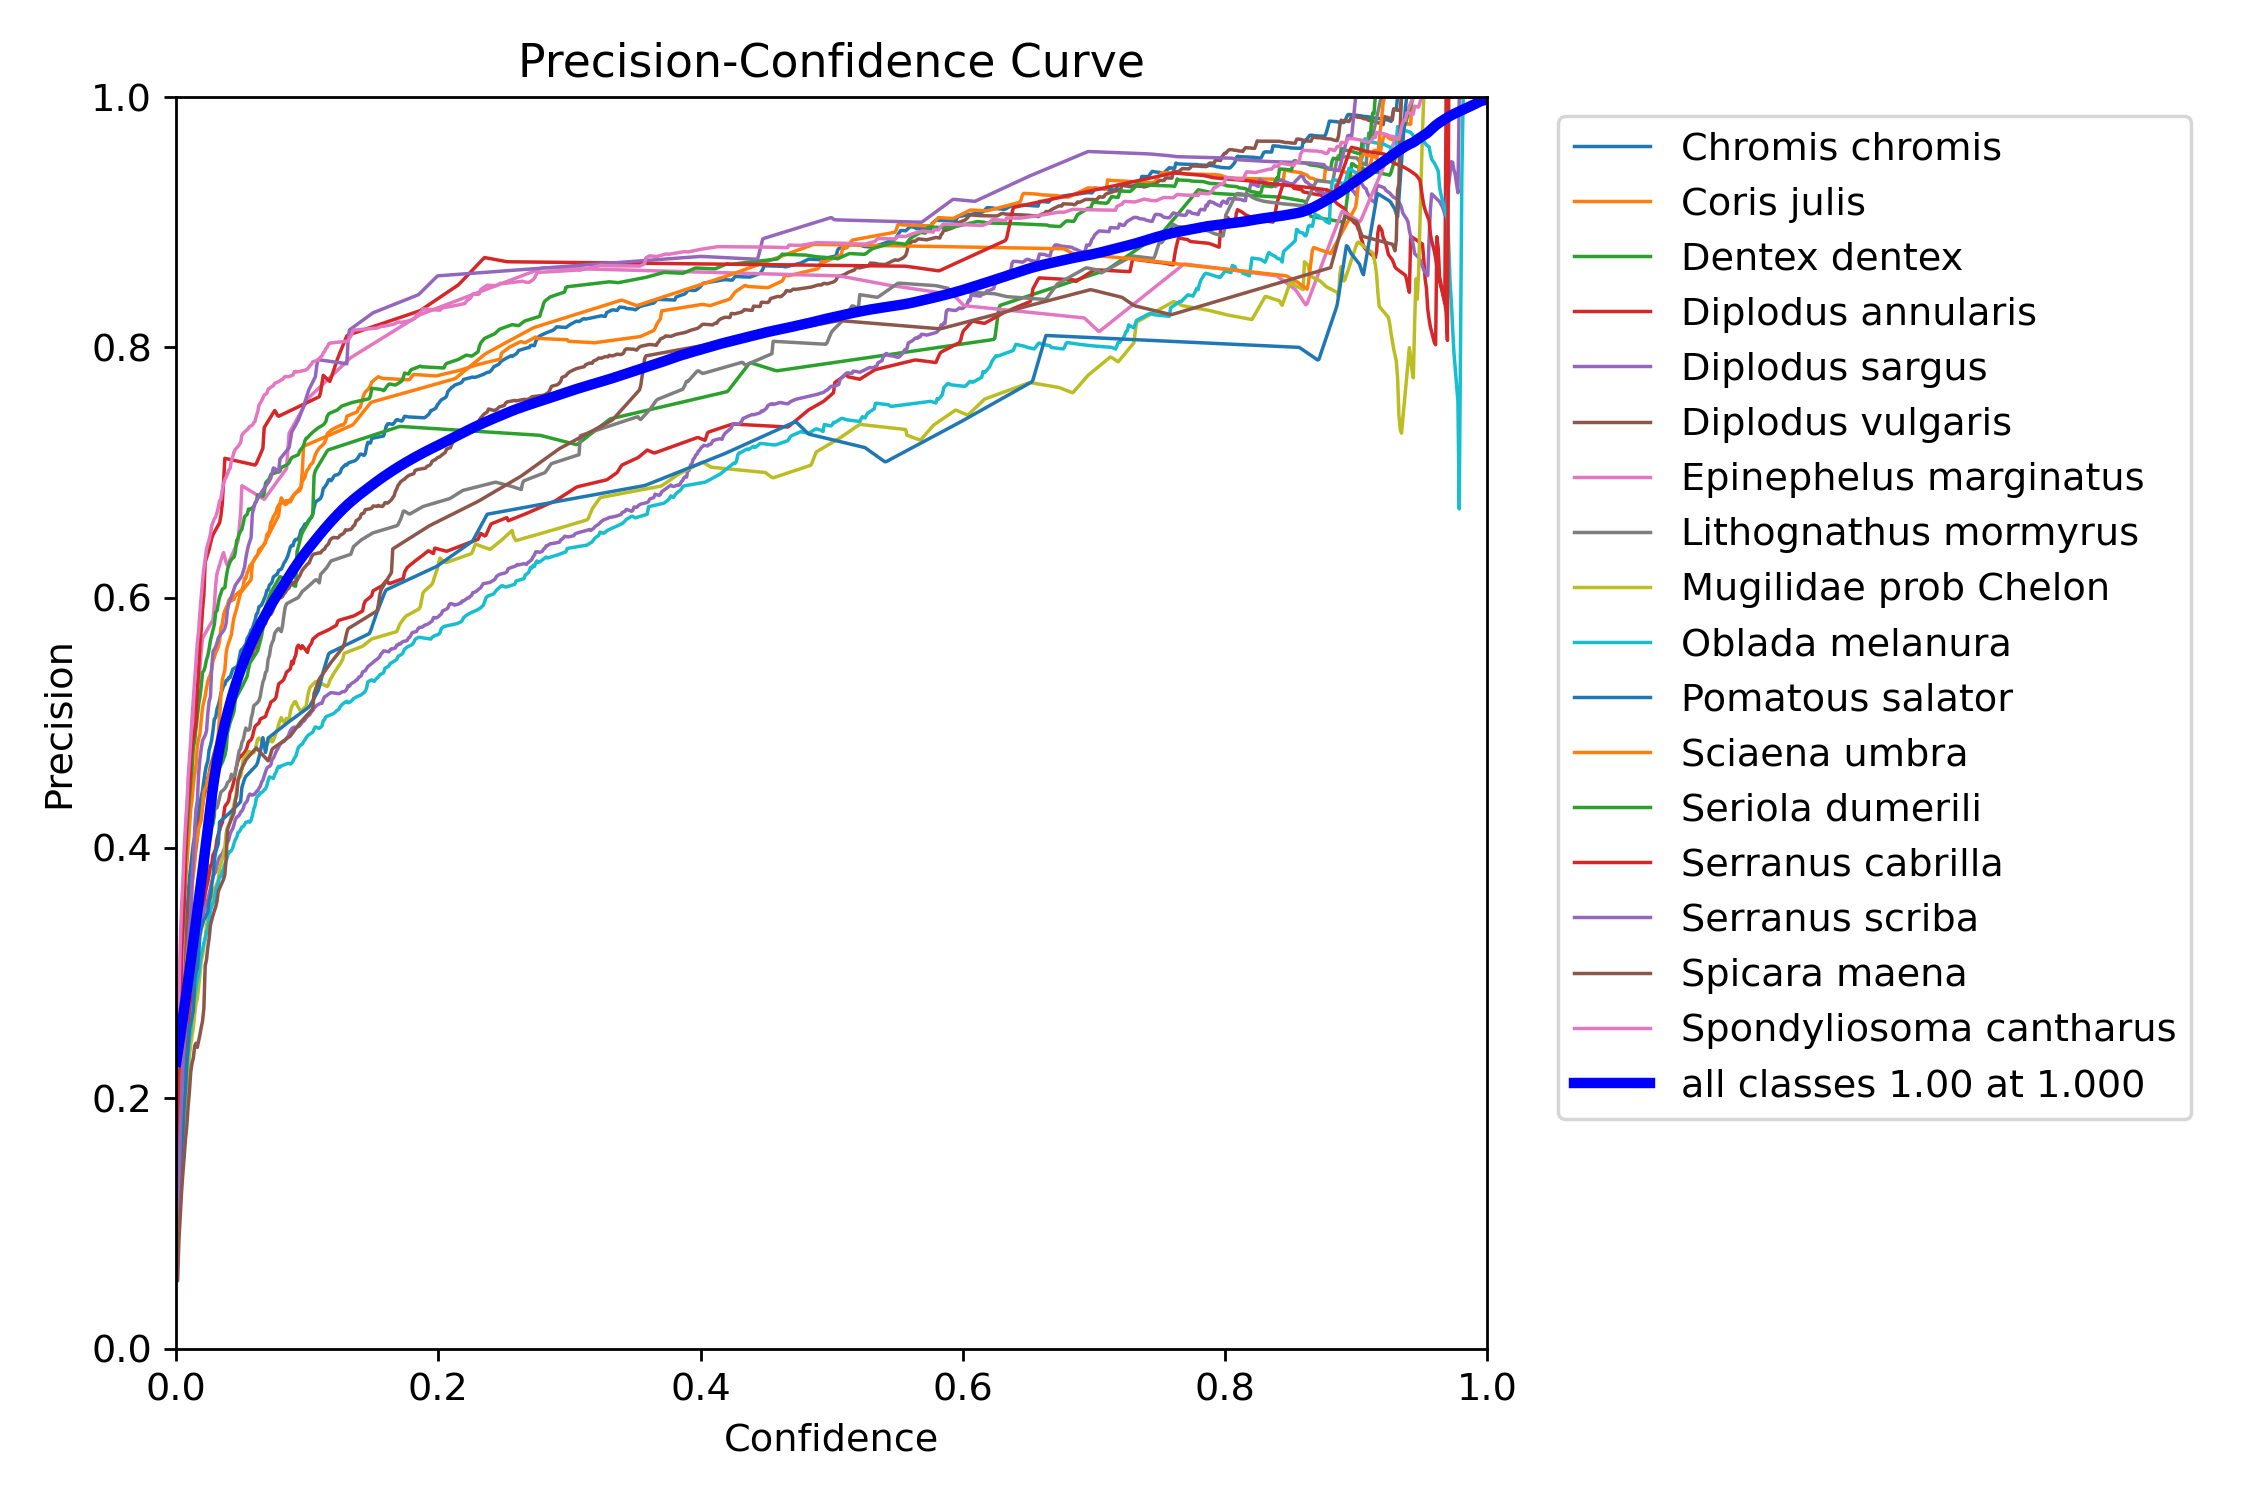 Precision-Confidence Curve
1.0
0.8
0.6
0.4
0.2
0.0
Precision
0.0 0.2 0.4 0.6 0.8 1.0
Confidence
Chromis chromis
Coris julis
Dentex dentex
Diplodus annularis
Diplodus sargus
Diplodus vulgaris
Epinephelus marginatus
Lithognathus mormyrus
Mugilidae prob Chelon
Oblada melanura
Pomatous salator
Sciaena umbra
Seriola dumerili
Serranus cabrilla
Serranus scriba
Spicara maena
Spondyliosoma cantharus
all classes 1.00 at 1.000